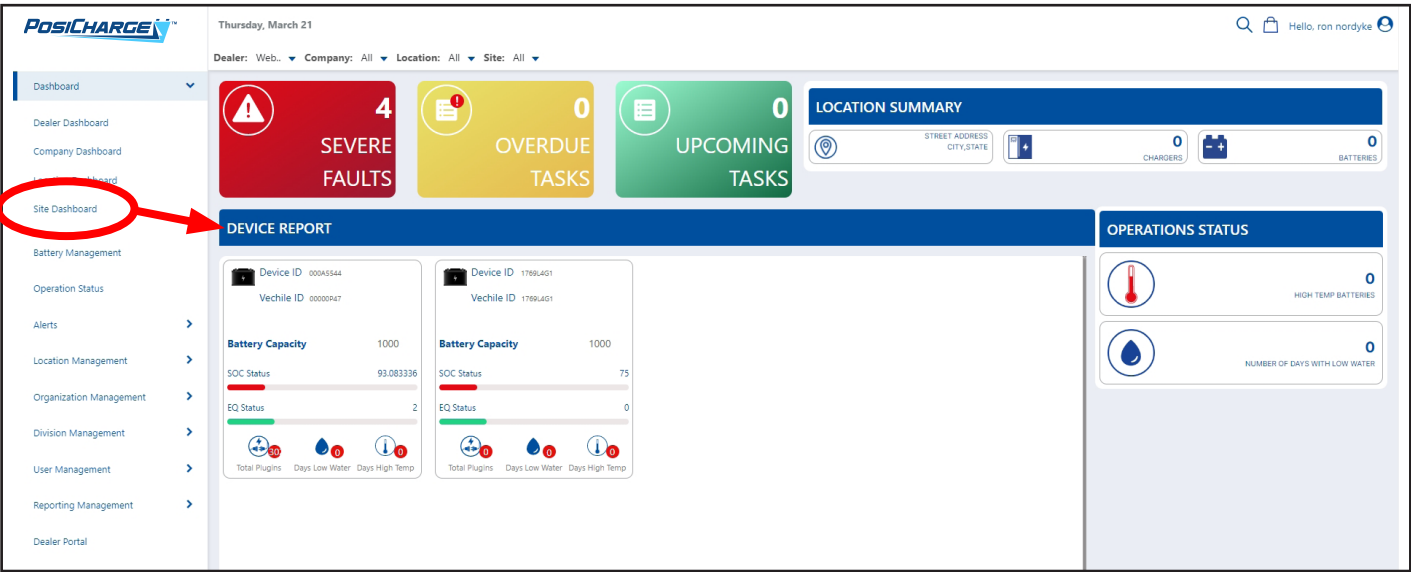 POSICHARGE™
Thursday, March 21
Hello, ron nordyke
Dealer: Web.. Company: All Location: All Site: All
Dashboard
Dealer Dashboard
Company Dashboard
Site Dashboard
Battery Management
Operation Status
Alerts
Location Management
Organization Management
Division Management
User Management
Reporting Management
Dealer Portal
4
SEVERE
FAULTS
0
OVERDUE
TASKS
0
UPCOMING
TASKS
LOCATION SUMMARY
STREET ADDRESS
CITY,STATE
0
CHARGERS
0
BATTERIES
DEVICE REPORT
Device ID 000A5544
Vechile ID 00000P47
Battery Capacity 1000
SOC Status 93.083336
EQ Status 2
30 0 0
Total Plugins Days Low Water Days High Temp
Device ID 1769L4G1
Vechile ID 1769L4G1
Battery Capacity 1000
SOC Status 75
EQ Status 0
0 0 0
Total Plugins Days Low Water Days High Temp
OPERATIONS STATUS
0
HIGH TEMP BATTERIES
0
NUMBER OF DAYS WITH LOW WATER